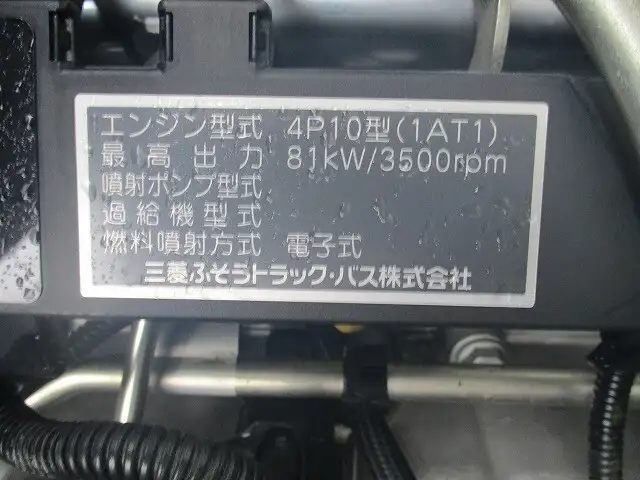 エンジン型式 4P10型(1AT1)
最高出力 81kW/3500rpm
噴射ポンプ型式
過給機型式
燃料噴射方式 電子式
三菱ふそうトラック・バス株式会社